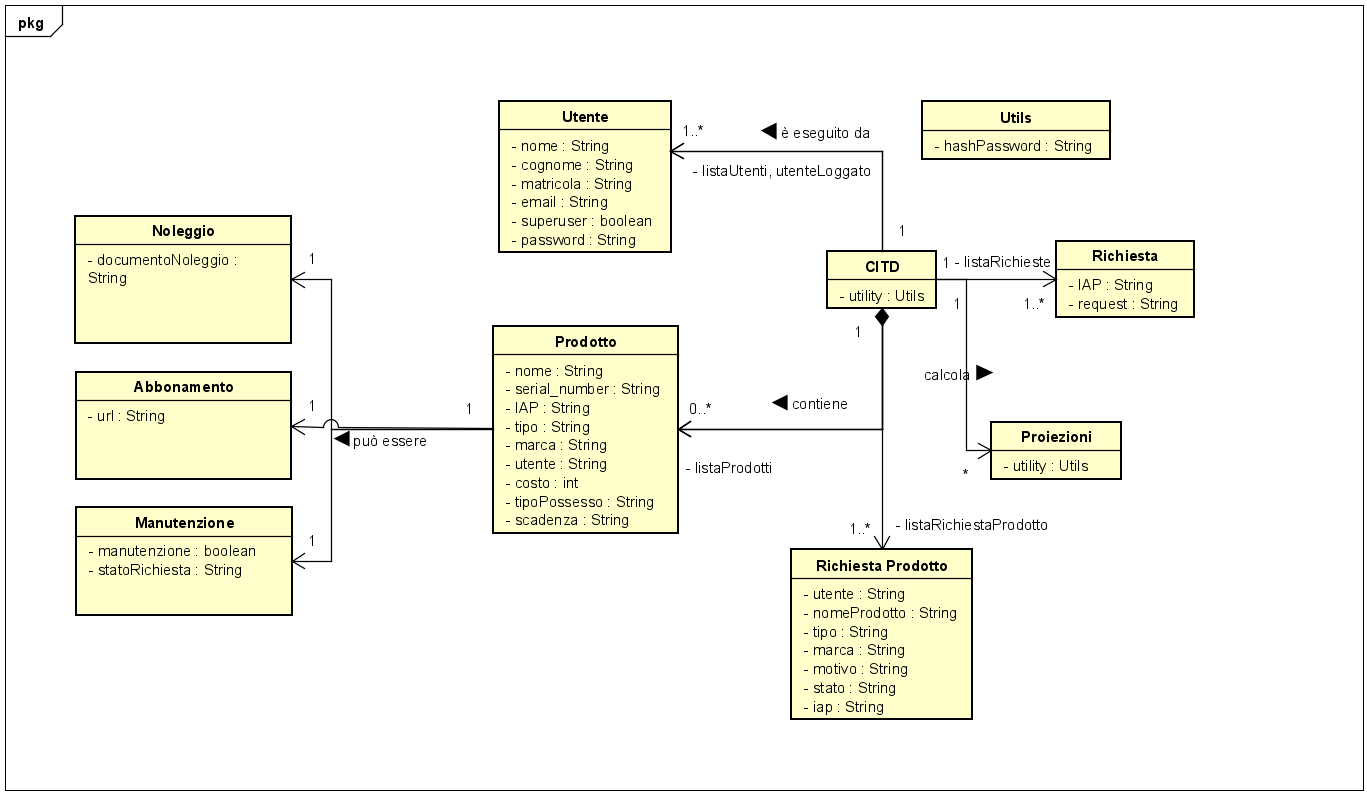 pkg
Utente
- nome : String
- cognome : String
- matricola : String
- email : String
- superuser : boolean
- password : String
1..*
è eseguito da
- listaUtenti, utenteLoggato
1
Utils
- hashPassword : String
Noleggio
- documentoNoleggio :
String
1
CITD
- utility : Utils
1
- listaRichieste
1
1..*
Richiesta
- IAP : String
- request : String
1
calcola
*
Proiezioni
- utility : Utils
Abbonamento
- url : String
1
Prodotto
- nome : String
- serial_number : String
- IAP : String
- tipo : String
- marca : String
- utente : String
- costo : int
- tipoPossesso : String
- scadenza : String
1
può essere
0..*
contiene
- listaProdotti
Manutenzione
- manutenzione : boolean
- statoRichiesta : String
1
1..*
- listaRichiestaProdotto
Richiesta Prodotto
- utente : String
- nomeProdotto : String
- tipo : String
- marca : String
- motivo : String
- stato : String
- iap : String